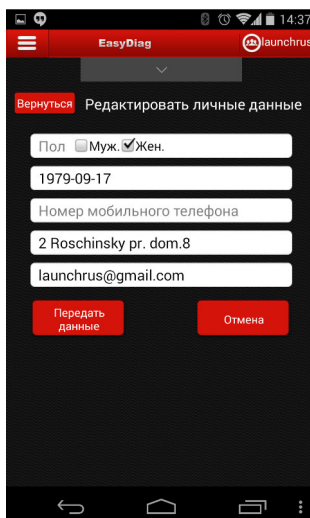 14:37
EasyDiag
launchrus
Вернуться Редактировать личные данные
Пол Муж. Жен.
1979-09-17
Номер мобильного телефона
2 Roschinsky pr. dom.8
launchrus@gmail.com
Передать Отмена
данные